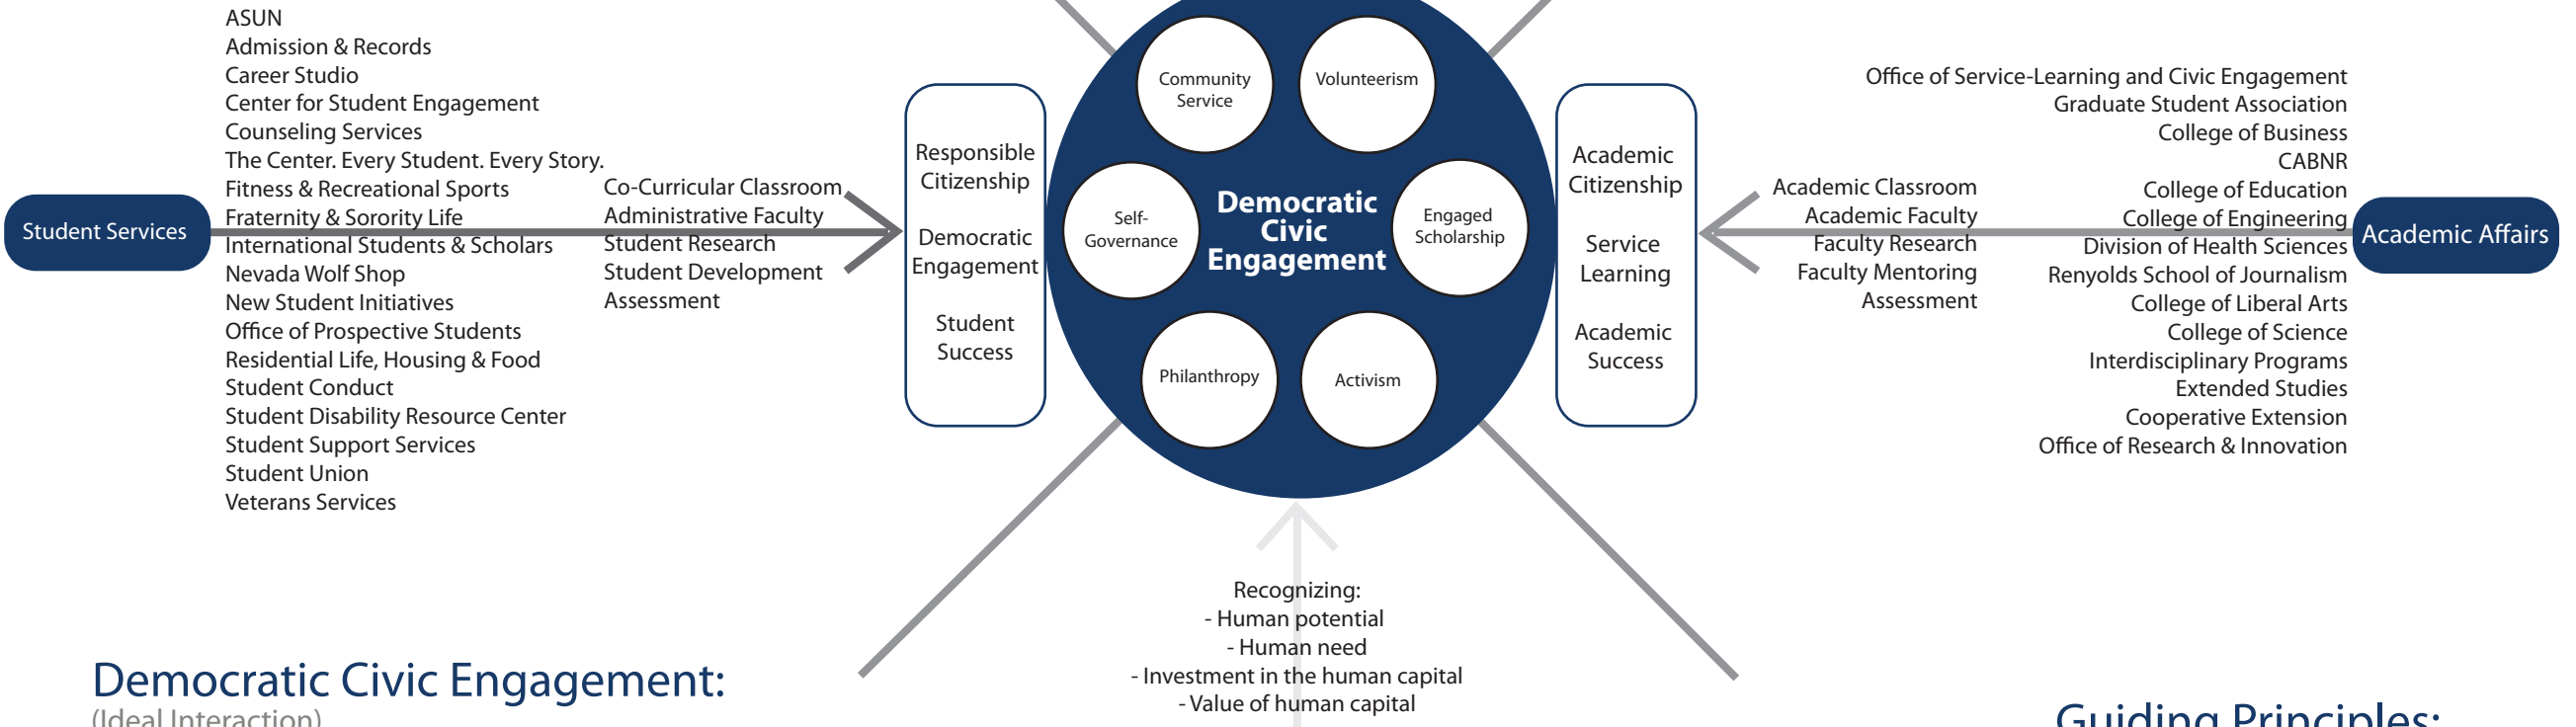 ASUN
Admission & Records
Career Studio
Center for Student Engagement
Counseling Services
The Center. Every Student. Every Story.
Fitness & Recreational Sports
Fraternity & Sorority Life
International Students & Scholars
Nevada Wolf Shop
New Student Initiatives
Office of Prospective Students
Residential Life, Housing & Food
Student Conduct
Student Disability Resource Center
Student Support Services
Student Union
Veterans Services
Student Services
Co-Curricular Classroom
Administrative Faculty
Student Research
Student Development
Assessment
Responsible
Citizenship
Democratic
Engagement
Student
Success
Community
Service
Volunteerism
Self-
Governance
Democratic
Civic
Engagement
Engaged
Scholarship
Philanthropy
Activism
Academic
Citizenship
Service
Learning
Academic
Success
Academic Classroom
Academic Faculty
Faculty Research
Faculty Mentoring
Assessment
Office of Service-Learning and Civic Engagement
Graduate Student Association
College of Business
CABNR
College of Education
College of Engineering
Division of Health Sciences
Renyolds School of Journalism
College of Liberal Arts
College of Science
Interdisciplinary Programs
Extended Studies
Cooperative Extension
Office of Research & Innovation
Academic Affairs
Recognizing:
- Human potential
- Human need
- Investment in the human capital
- Value of human capital
Democratic Civic Engagement:
(Ideal Interaction)
Guiding Principles: